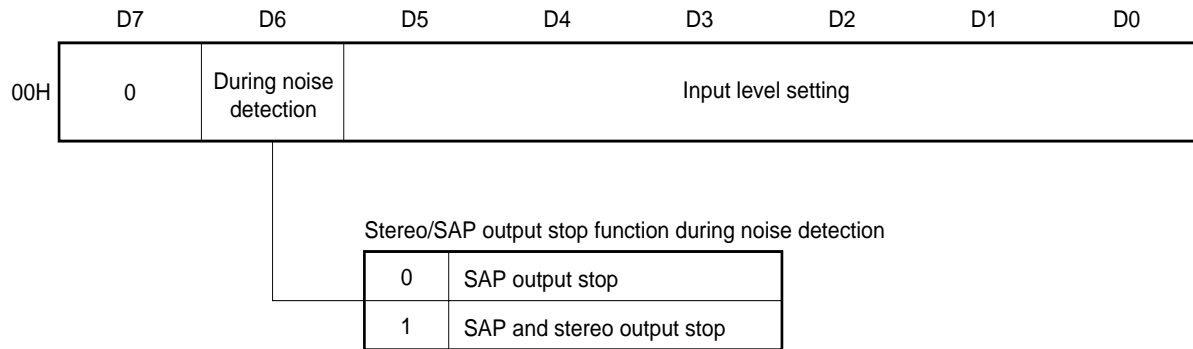 D7 D6 D5 D4 D3 D2 D1 D0
00H 0 During noise detection Input level setting
Stereo/SAP output stop function during noise detection
0 SAP output stop
1 SAP and stereo output stop